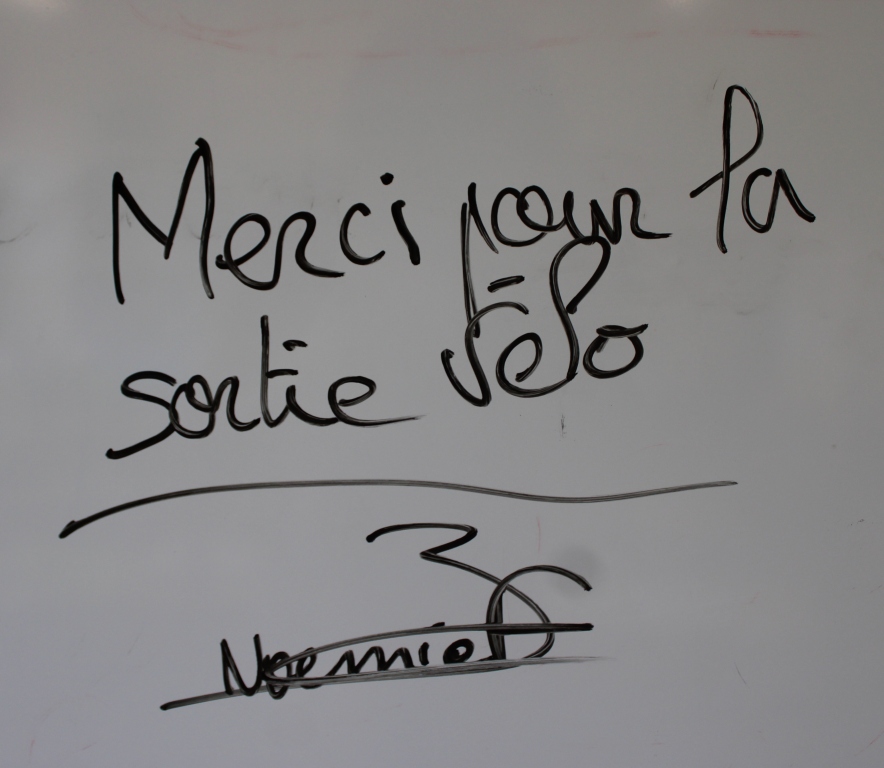 Merci pour la
sortie vélo
Noemie